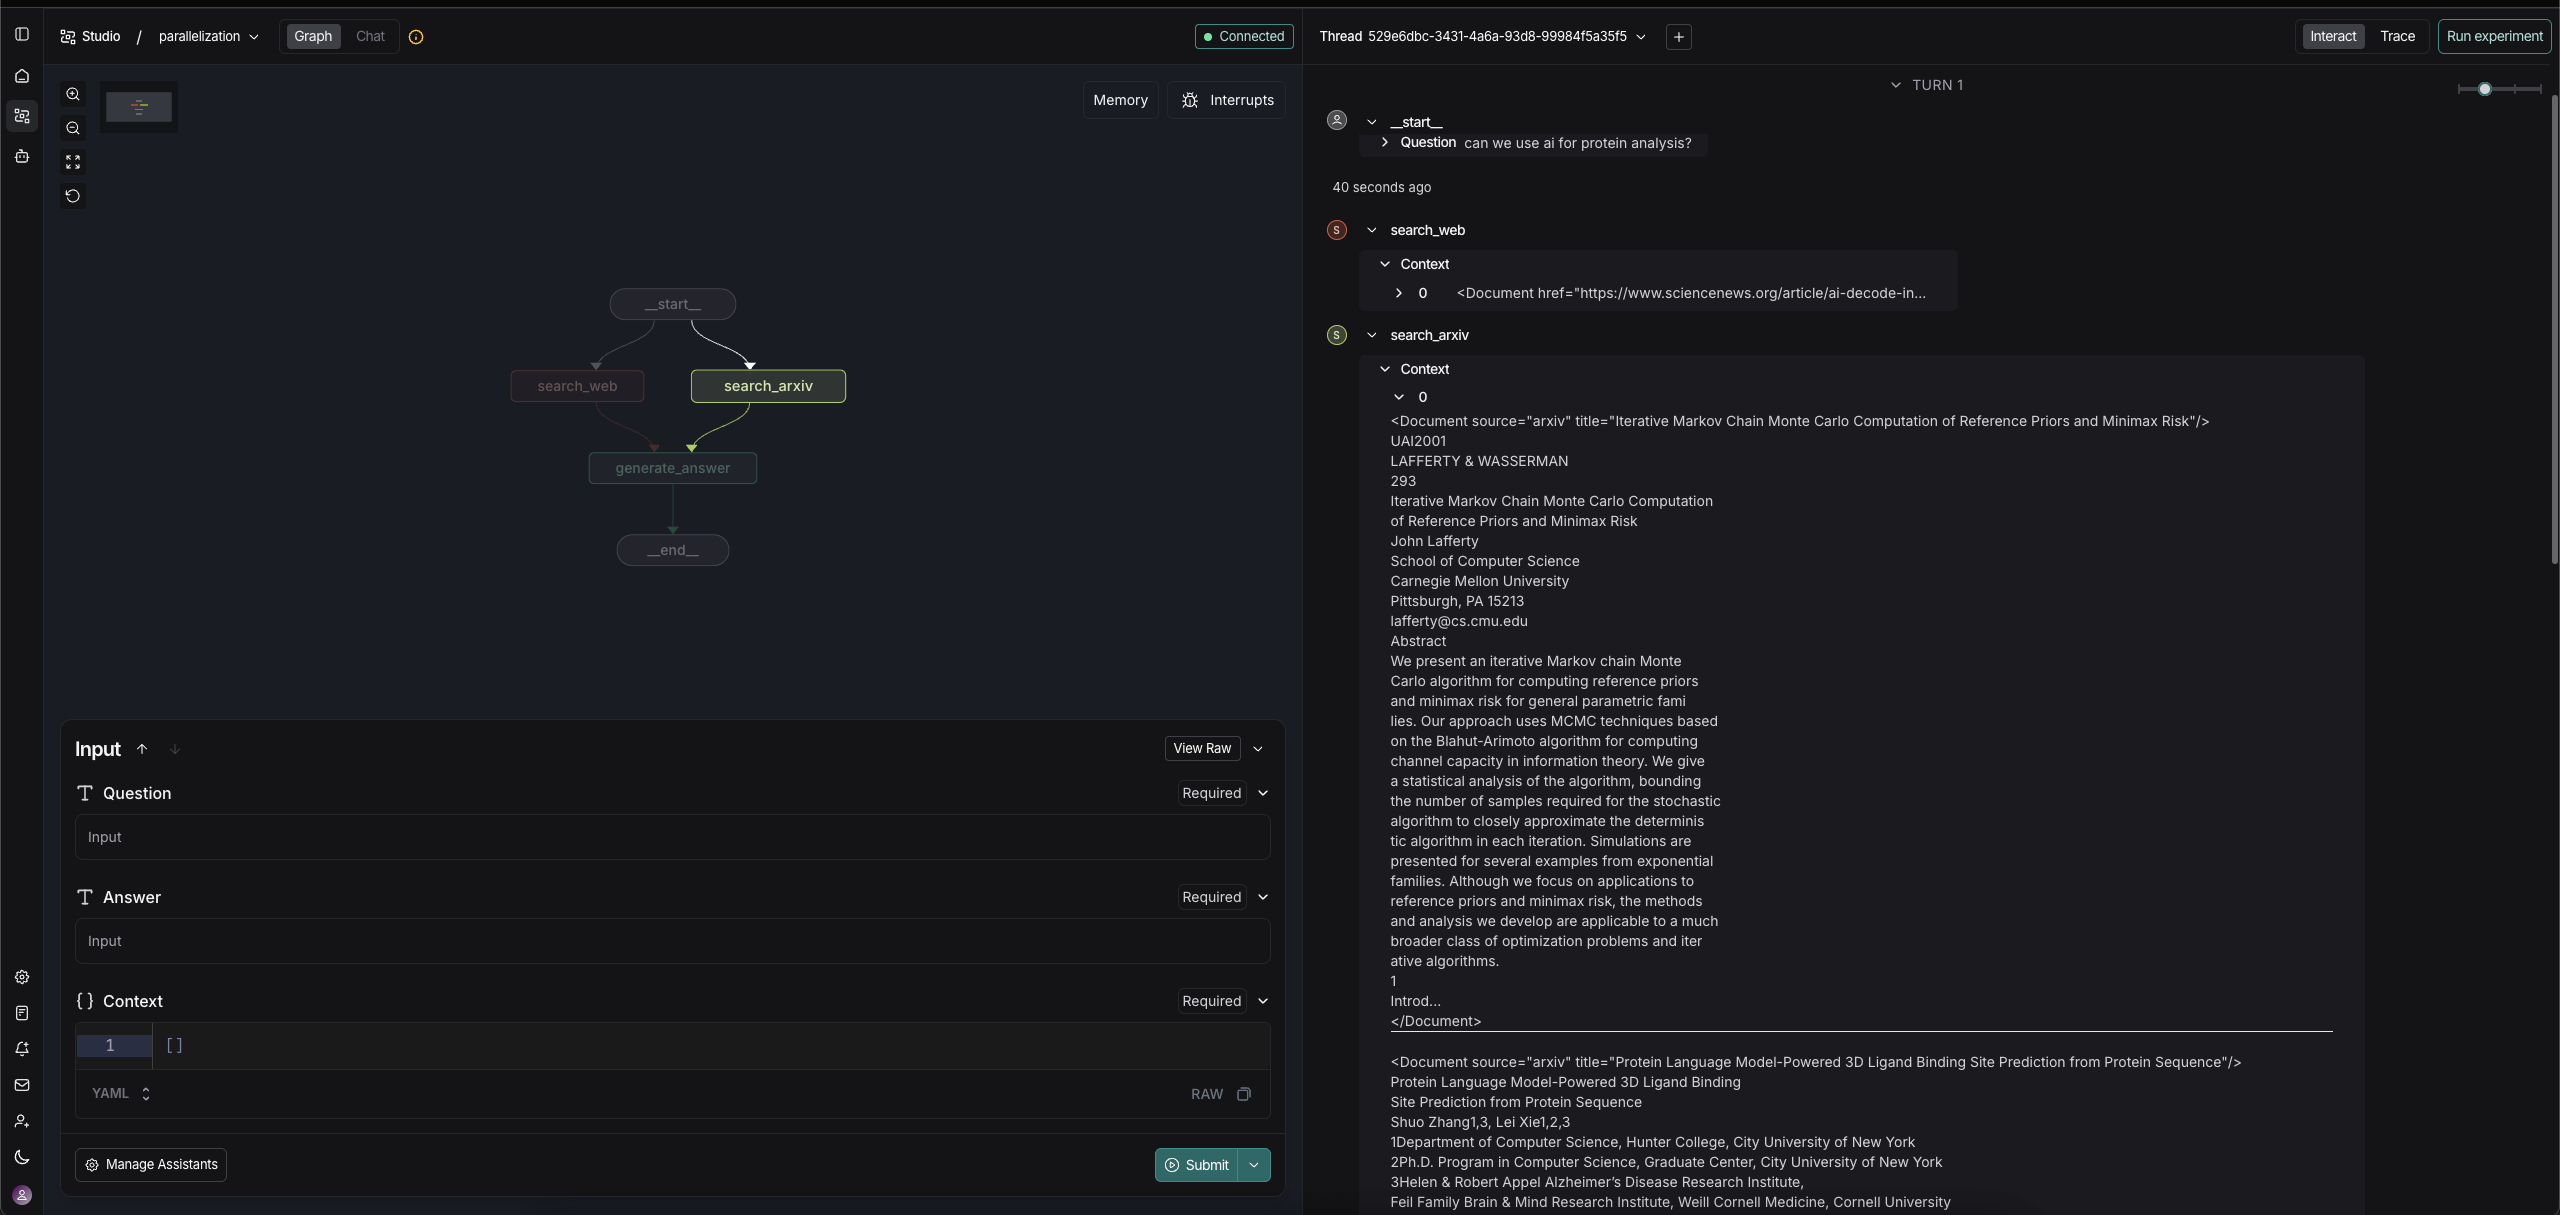 Studio / parallelization
Graph Chat
Connected
Memory
Interrupts
__start__
search_web
search_arxiv
generate_answer
__end__
Input
View Raw
Question
Required
Input
Answer
Required
Input
{} Context
Required
1 []
YAML
RAW
Manage Assistants
Submit
Thread 529e6dbc-3431-4a6a-93d8-99984f5a35f5
Interact Trace
Run experiment
TURN 1
__start__
Question can we use ai for protein analysis?
40 seconds ago
S search_web
Context
0 <Document href="https://www.sciencenews.org/article/ai-decode-in...
S search_arxiv
Context
0
<Document source="arxiv" title="Iterative Markov Chain Monte Carlo Computation of Reference Priors and Minimax Risk"/>
UAI2001
LAFFERTY & WASSERMAN
293
Iterative Markov Chain Monte Carlo Computation
of Reference Priors and Minimax Risk
John Lafferty
School of Computer Science
Carnegie Mellon University
Pittsburgh, PA 15213
lafferty@cs.cmu.edu
Abstract
We present an iterative Markov chain Monte
Carlo algorithm for computing reference priors
and minimax risk for general parametric fami
lies. Our approach uses MCMC techniques based
on the Blahut-Arimoto algorithm for computing
channel capacity in information theory. We give
a statistical analysis of the algorithm, bounding
the number of samples required for the stochastic
algorithm to closely approximate the determinis
tic algorithm in each iteration. Simulations are
presented for several examples from exponential
families. Although we focus on applications to
reference priors and minimax risk, the methods
and analysis we develop are applicable to a much
broader class of optimization problems and iter
ative algorithms.
1
Introd...
</Document>
<Document source="arxiv" title="Protein Language Model-Powered 3D Ligand Binding Site Prediction from Protein Sequence"/>
Protein Language Model-Powered 3D Ligand Binding
Site Prediction from Protein Sequence
Shuo Zhang1,3, Lei Xie1,2,3
1Department of Computer Science, Hunter College, City University of New York
2Ph.D. Program in Computer Science, Graduate Center, City University of New York
3Helen & Robert Appel Alzheimer’s Disease Research Institute,
Feil Family Brain & Mind Research Institute, Weill Cornell Medicine, Cornell University